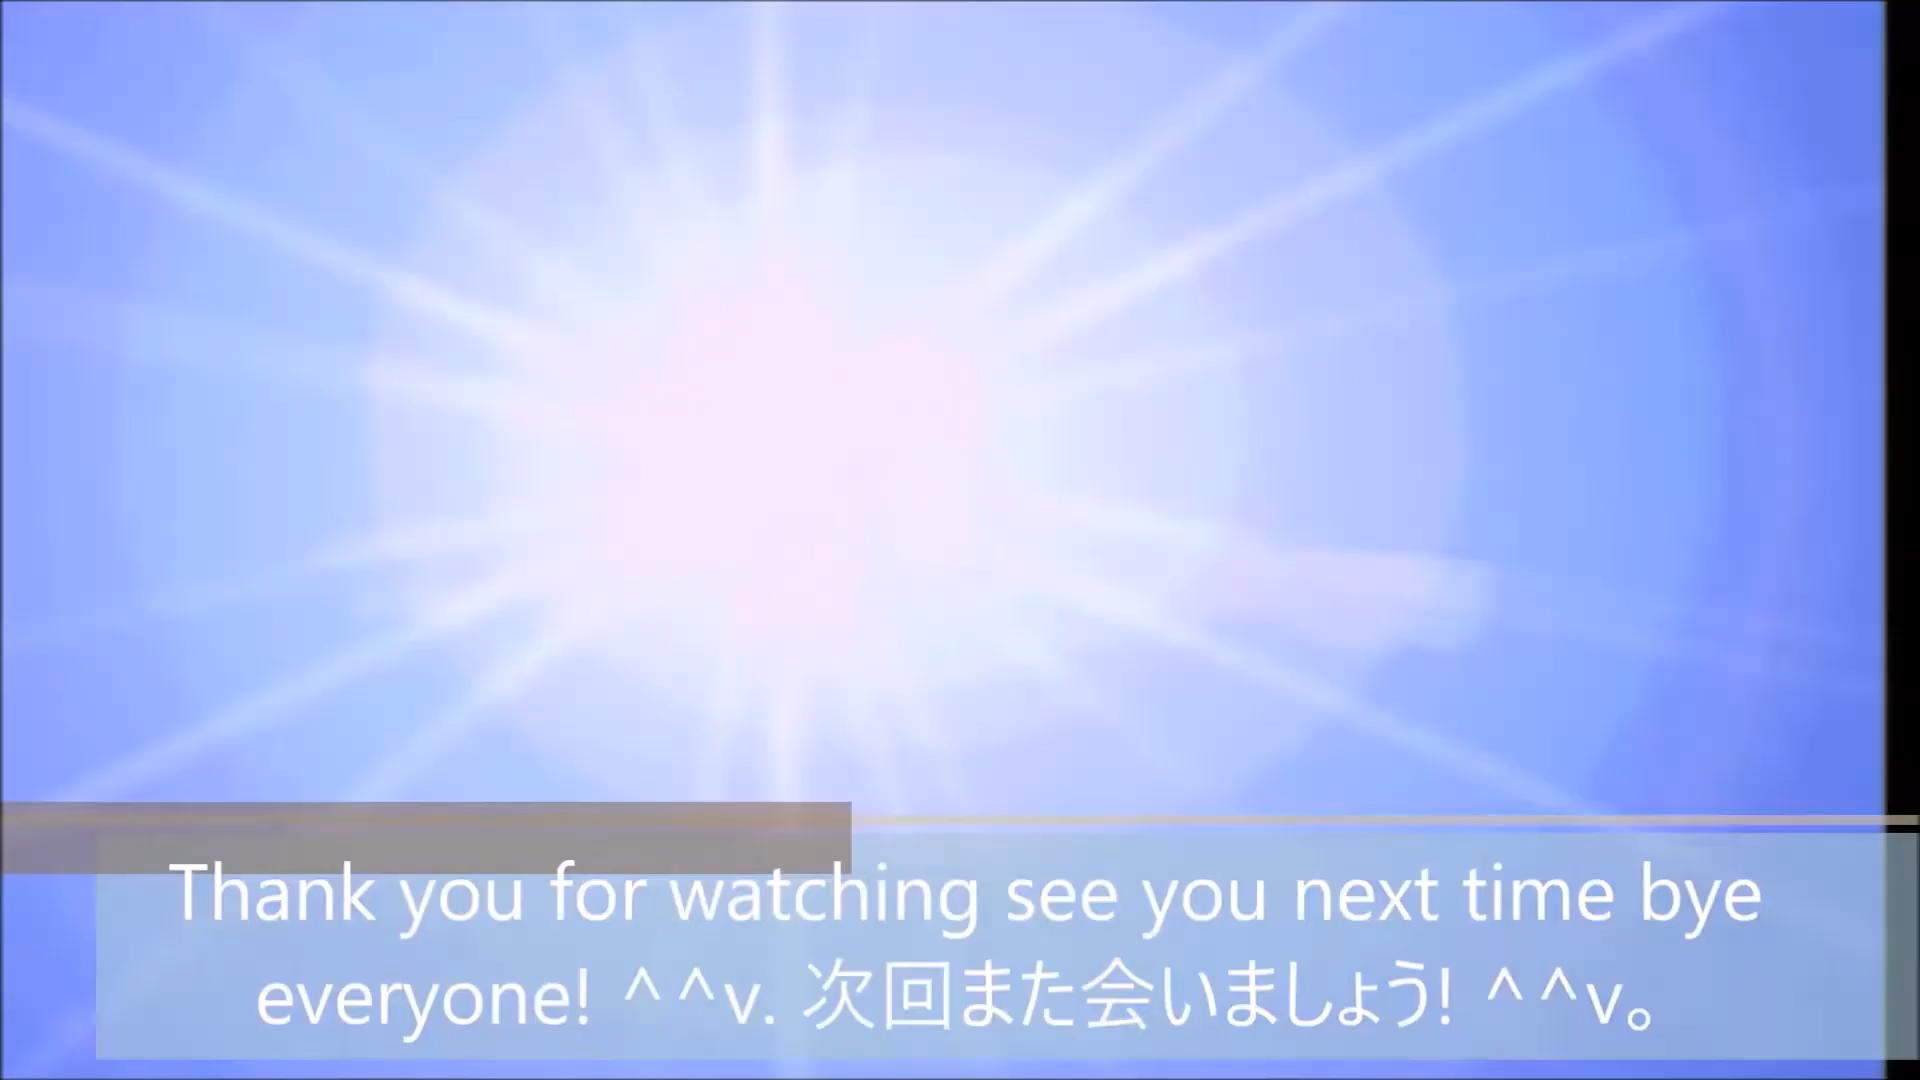 Thank you for watching see you next time bye
everyone! ^^v. 次回また会いましょう! ^^v。